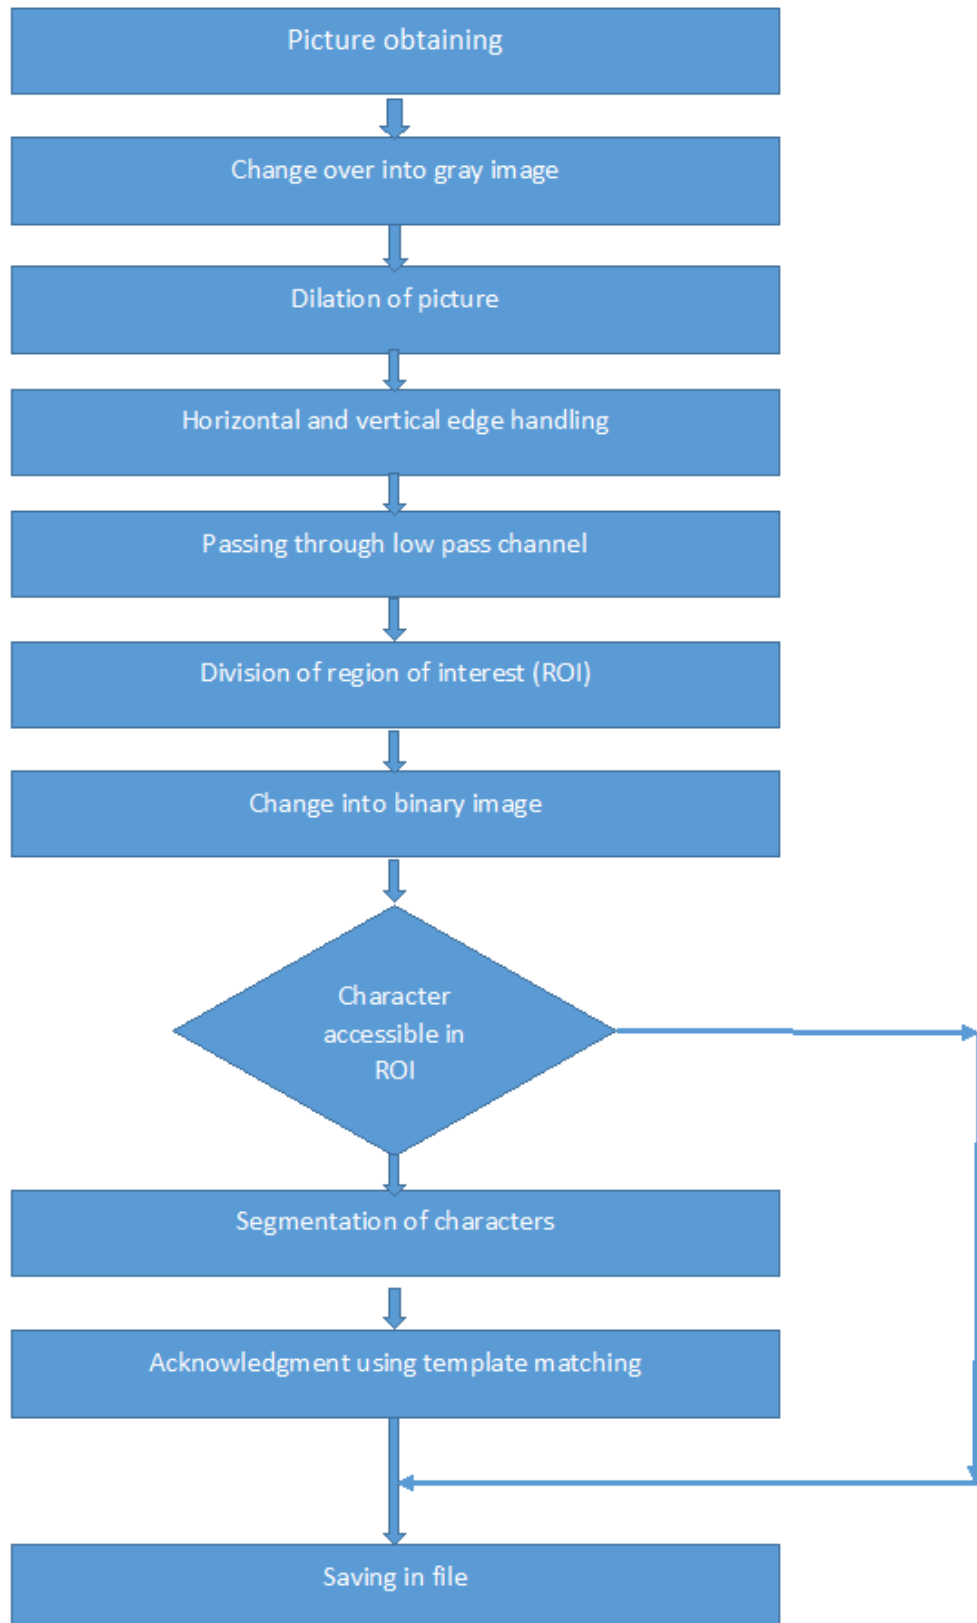 Picture obtaining
Change over into gray image
Dilation of picture
Horizontal and vertical edge handling
Passing through low pass channel
Division of region of interest (ROI)
Change into binary image
Character
accessible in
ROI
Segmentation of characters
Acknowledgment using template matching
Saving in file